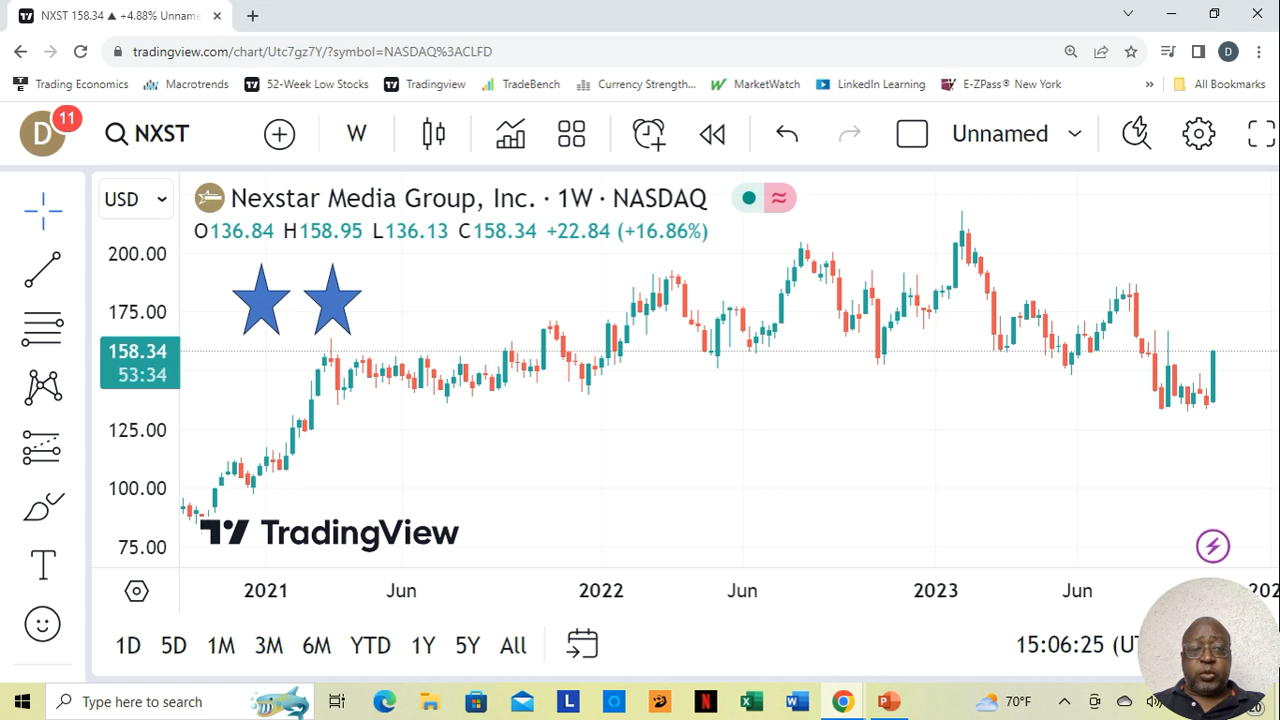 NXST 158.34 ▲ +4.88% Unname
tradingview.com/chart/Utc7gz7Y/?symbol=NASDAQ%3ACLFD
D
Trading Economics
Macrotrends
52-Week Low Stocks
Tradingview
TradeBench
Currency Strength...
MarketWatch
LinkedIn Learning
E-ZPass® New York
»
All Bookmarks
D
11
NXST
W
Unnamed
USD
Nexstar Media Group, Inc. · 1W · NASDAQ
O136.84 H158.95 L136.13 C158.34 +22.84 (+16.86%)
200.00
175.00
158.34
53:34
125.00
100.00
75.00
TradingView
2021
Jun
2022
Jun
2023
Jun
1D
5D
1M
3M
6M
YTD
1Y
5Y
All
15:06:25 (UT
Type here to search
70°F